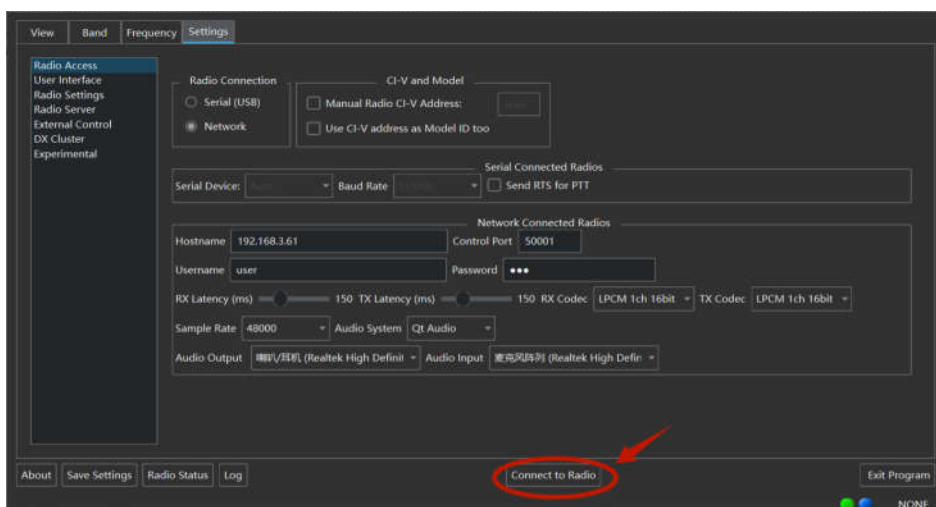 View Band Frequency Settings
Radio Access
User Interface
Radio Settings
Radio Server
External Control
DX Cluster
Experimental
Radio Connection
Serial (USB)
Network
CI-V and Model
Manual Radio CI-V Address:
Use CI-V address as Model ID too
Serial Connected Radios
Serial Device: Baud Rate Send RTS for PTT
Network Connected Radios
Hostname 192.168.3.61 Control Port 50001
Username user Password •••
RX Latency (ms) 150 TX Latency (ms) 150 RX Codec LPCM 1ch 16bit TX Codec LPCM 1ch 16bit
Sample Rate 48000 Audio System Qt Audio
Audio Output 喇叭/耳机 (Realtek High Definit Audio Input 麦克风阵列 (Realtek High Defin
About Save Settings Radio Status Log Connect to Radio Exit Program
NONE